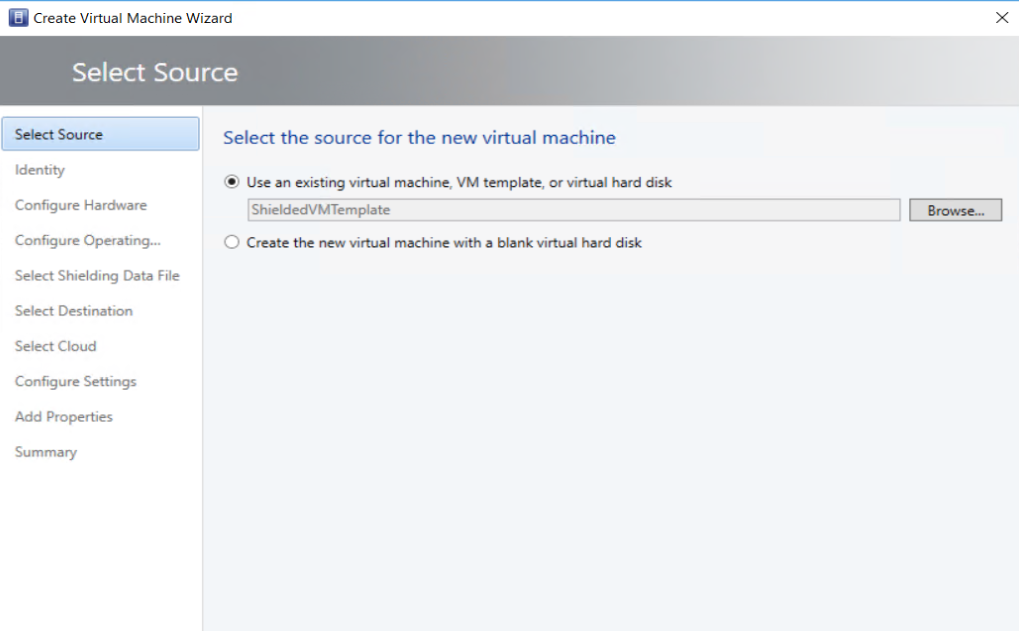 Create Virtual Machine Wizard
Select Source
Select Source
Identity
Configure Hardware
Configure Operating...
Select Shielding Data File
Select Destination
Select Cloud
Configure Settings
Add Properties
Summary
Select the source for the new virtual machine
Use an existing virtual machine, VM template, or virtual hard disk
ShieldedVMTemplate
Browse...
Create the new virtual machine with a blank virtual hard disk